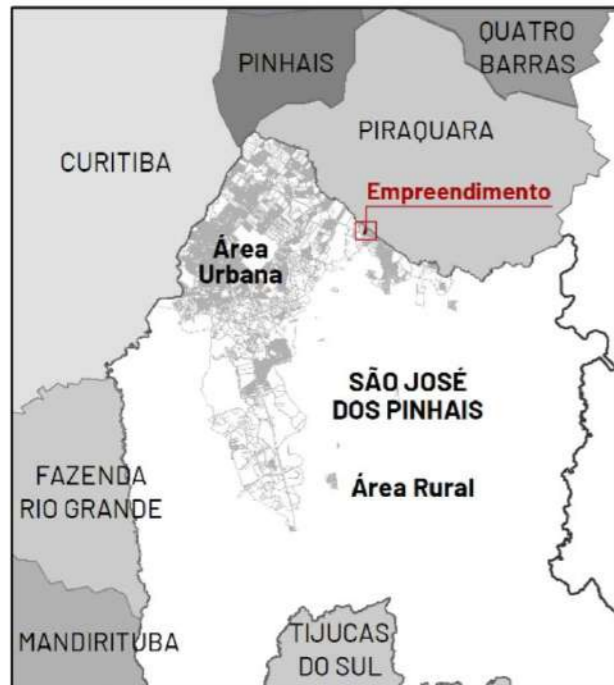 QUATRO
BARRAS
PINHAIS
PIRAQUARA
CURITIBA
Empreendimento
Área
Urbana
SÃO JOSÉ
DOS PINHAIS
FAZENDA
RIO GRANDE
Área Rural
MANDIRITUBA
TIJUCAS
DO SUL